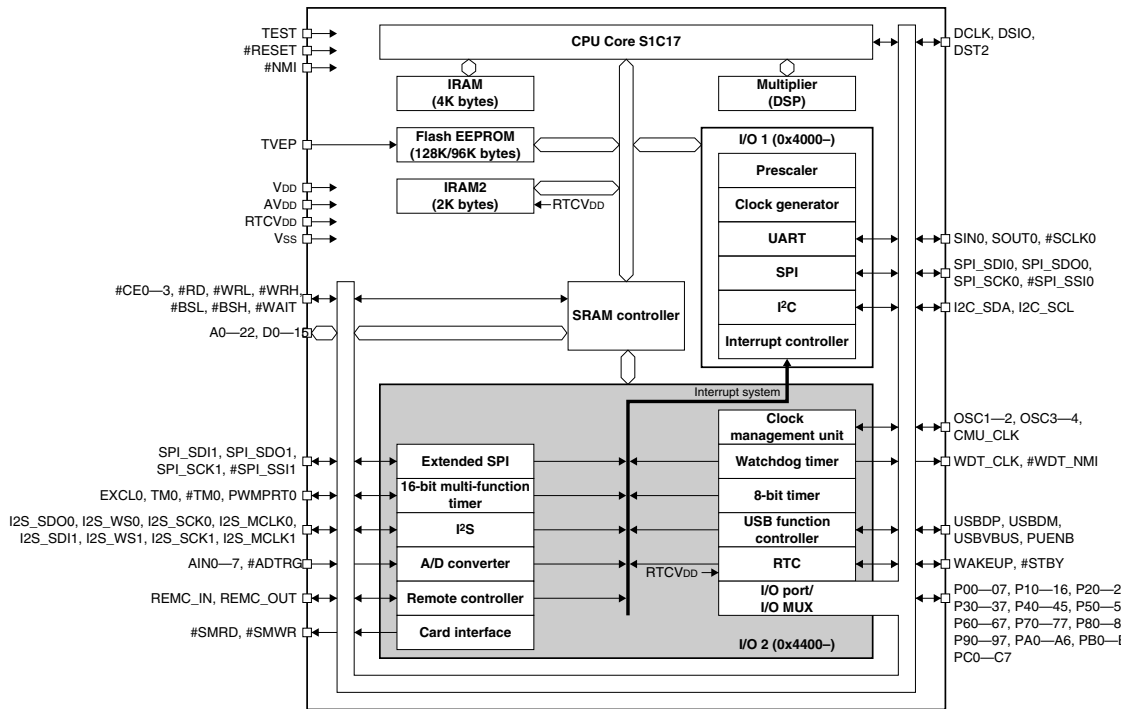 TEST
#RESET
#NMI
CPU Core S1C17
DCLK, DSIO,
DST2
IRAM
(4K bytes)
Multiplier
(DSP)
TVEP
Flash EEPROM
(128K/96K bytes)
I/O 1 (0x4000–)
Prescaler
Clock generator
UART
SPI
I²C
Interrupt controller
VDD
AVDD
RTCVDD
VSS
IRAM2
(2K bytes)
RTCVDD
SIN0, SOUT0, #SCLK0
SPI_SDI0, SPI_SDO0,
SPI_SCK0, #SPI_SSI0
I2C_SDA, I2C_SCL
#CE0—3, #RD, #WRL, #WRH,
#BSL, #BSH, #WAIT
A0—22, D0—15
SRAM controller
Interrupt system
Clock
management unit
OSC1—2, OSC3—4,
CMU_CLK
SPI_SDI1, SPI_SDO1,
SPI_SCK1, #SPI_SSI1
Extended SPI
Watchdog timer
WDT_CLK, #WDT_NMI
EXCL0, TM0, #TM0, PWMPRT0
16-bit multi-function
timer
8-bit timer
I2S_SDO0, I2S_WS0, I2S_SCK0, I2S_MCLK0,
I2S_SDI1, I2S_WS1, I2S_SCK1, I2S_MCLK1
I²S
USB function
controller
USBDP, USBDM,
USBVBUS, PUENB
AIN0—7, #ADTRG
A/D converter
RTCVDD
RTC
WAKEUP, #STBY
REMC_IN, REMC_OUT
Remote controller
I/O port/
I/O MUX
P00—07, P10—16, P20—2
P30—37, P40—45, P50—5
P60—67, P70—77, P80—8
P90—97, PA0—A6, PB0—
PC0—C7
#SMRD, #SMWR
Card interface
I/O 2 (0x4400–)